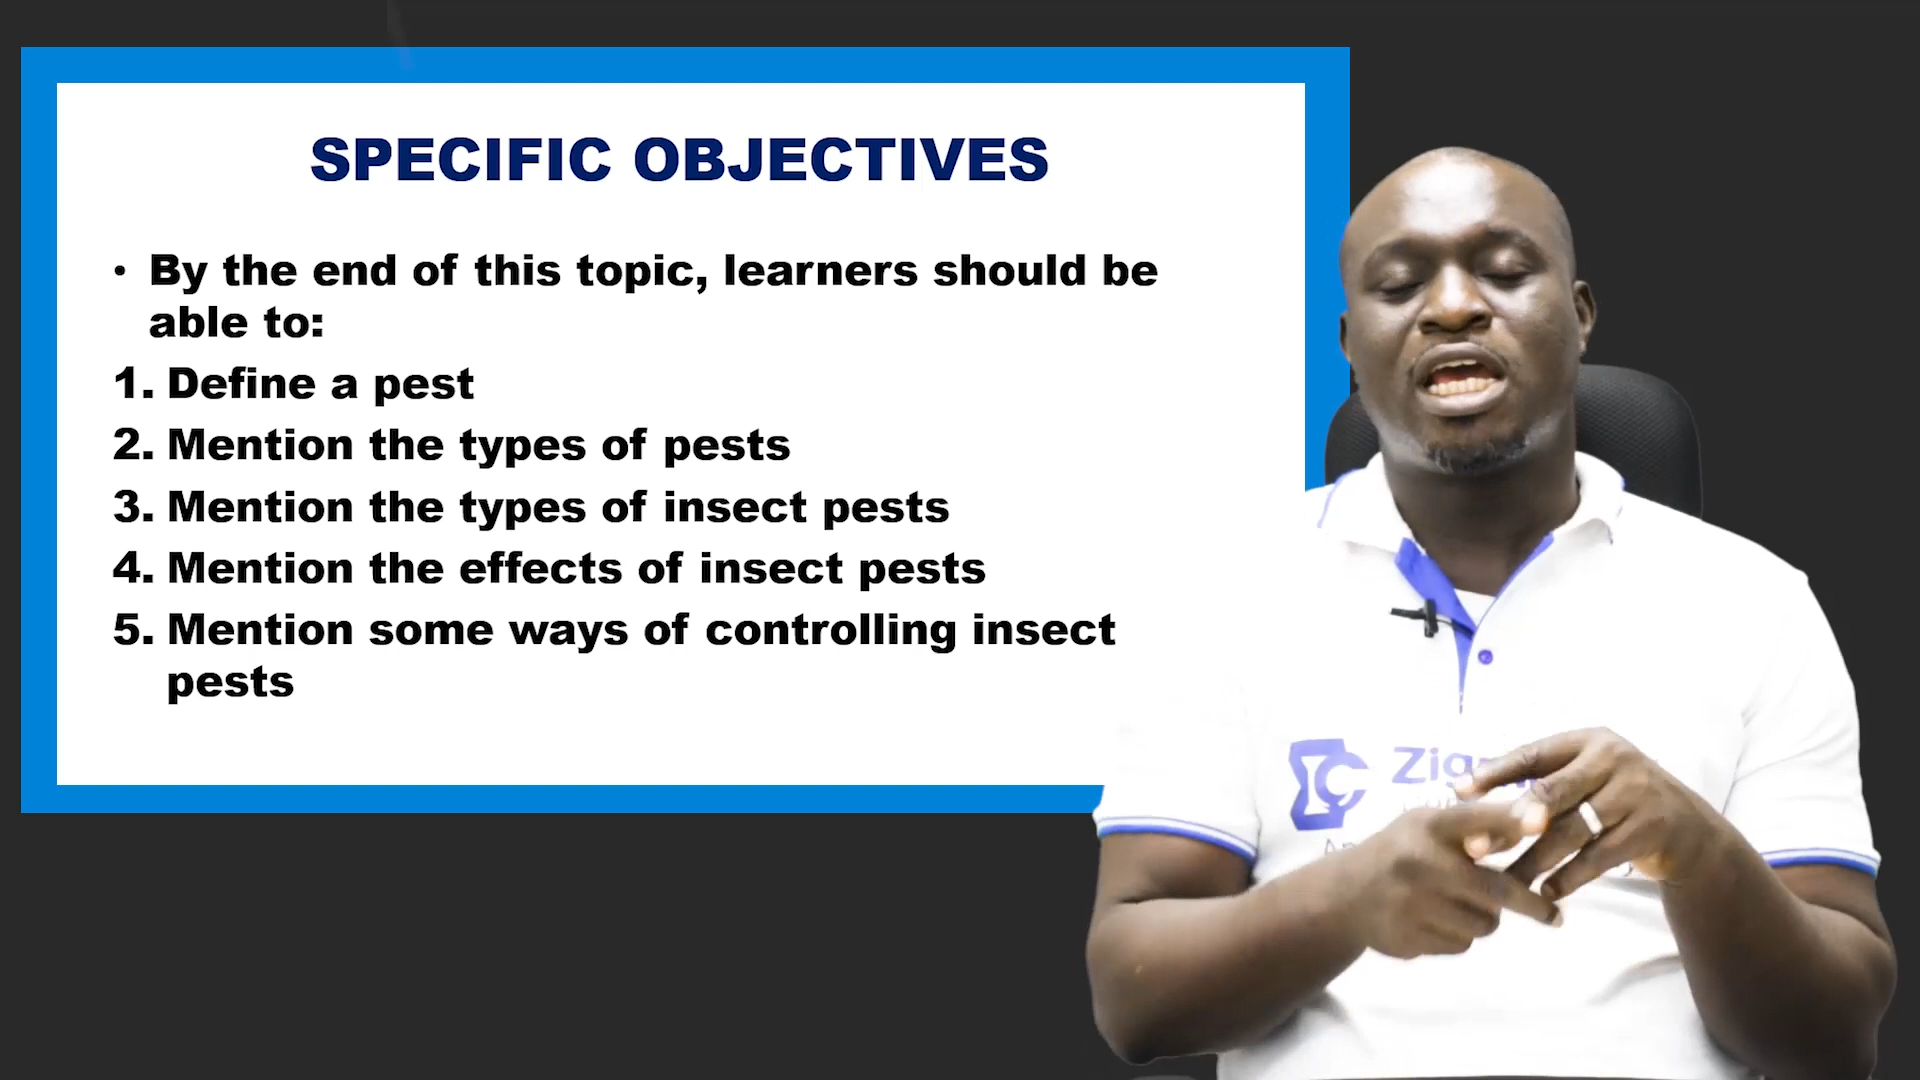 SPECIFIC OBJECTIVES
• By the end of this topic, learners should be
able to:
1. Define a pest
2. Mention the types of pests
3. Mention the types of insect pests
4. Mention the effects of insect pests
5. Mention some ways of controlling insect
pests